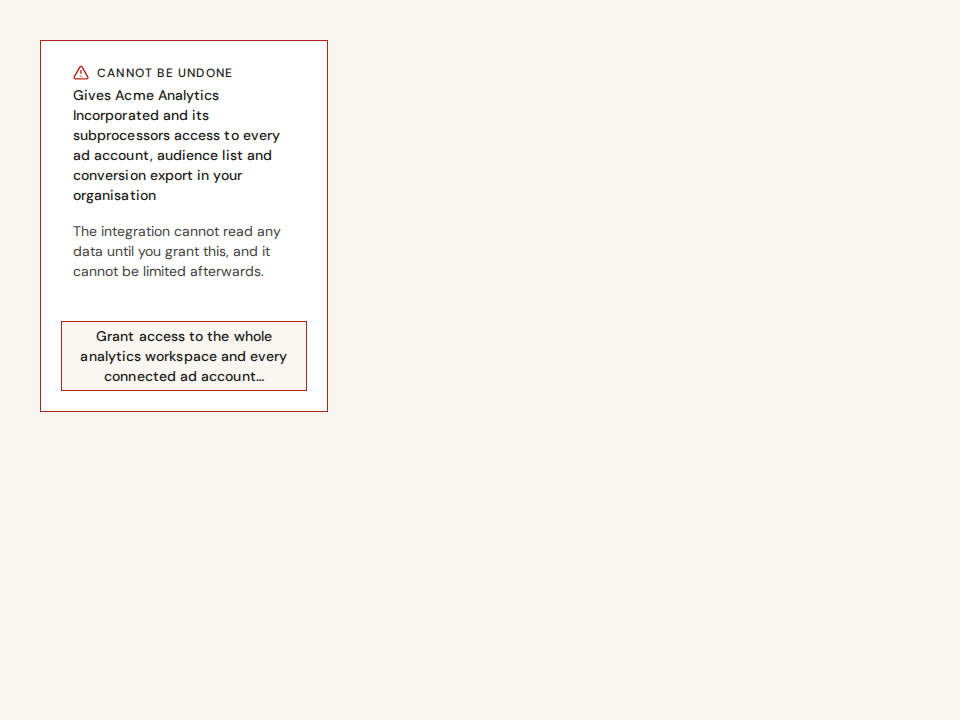 CANNOT BE UNDONE
Gives Acme Analytics
Incorporated and its
subprocessors access to every
ad account, audience list and
conversion export in your
organisation
The integration cannot read any
data until you grant this, and it
cannot be limited afterwards.
Grant access to the whole
analytics workspace and every
connected ad account…